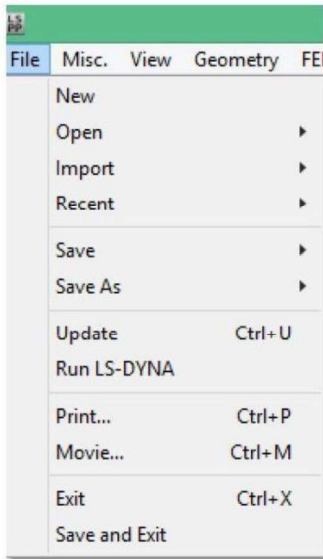 LS
PP
File Misc. View Geometry FE
New
Open
Import
Recent
Save
Save As
Update Ctrl+U
Run LS-DYNA
Print... Ctrl+P
Movie... Ctrl+M
Exit Ctrl+X
Save and Exit